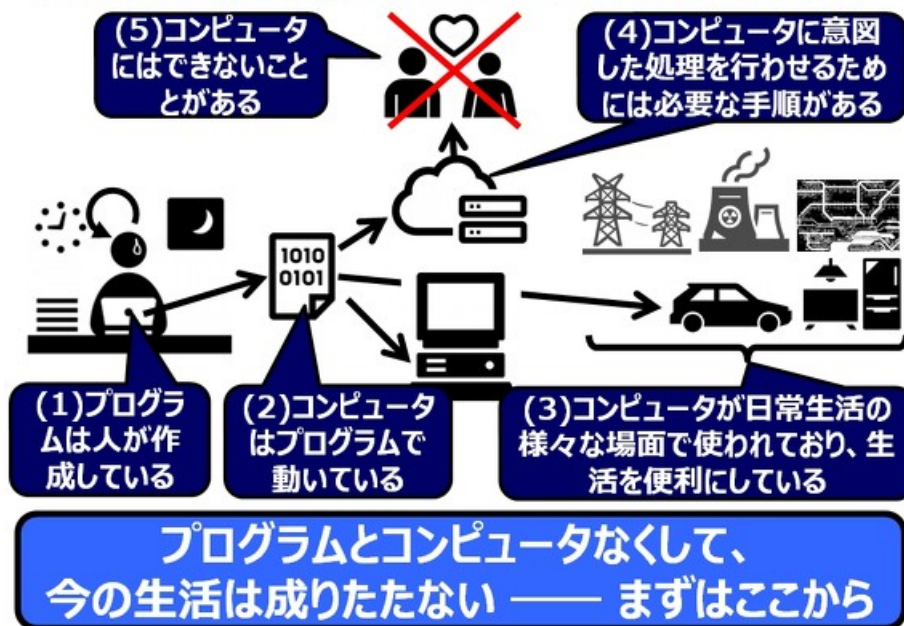 (5)コンピュータ
にはできないこと
とがある
(4)コンピュータに意図
した処理を行わせるため
には必要な手順がある
1010
0101
(1)プログラ
ムは人が作
成している
(2)コンピュータ
はプログラムで
動いている
(3)コンピュータが日常生活の
様々な場面で使われており、生
活を便利にしている
プログラムとコンピュータなくして、
今の生活は成りたたない ―― まずはここから